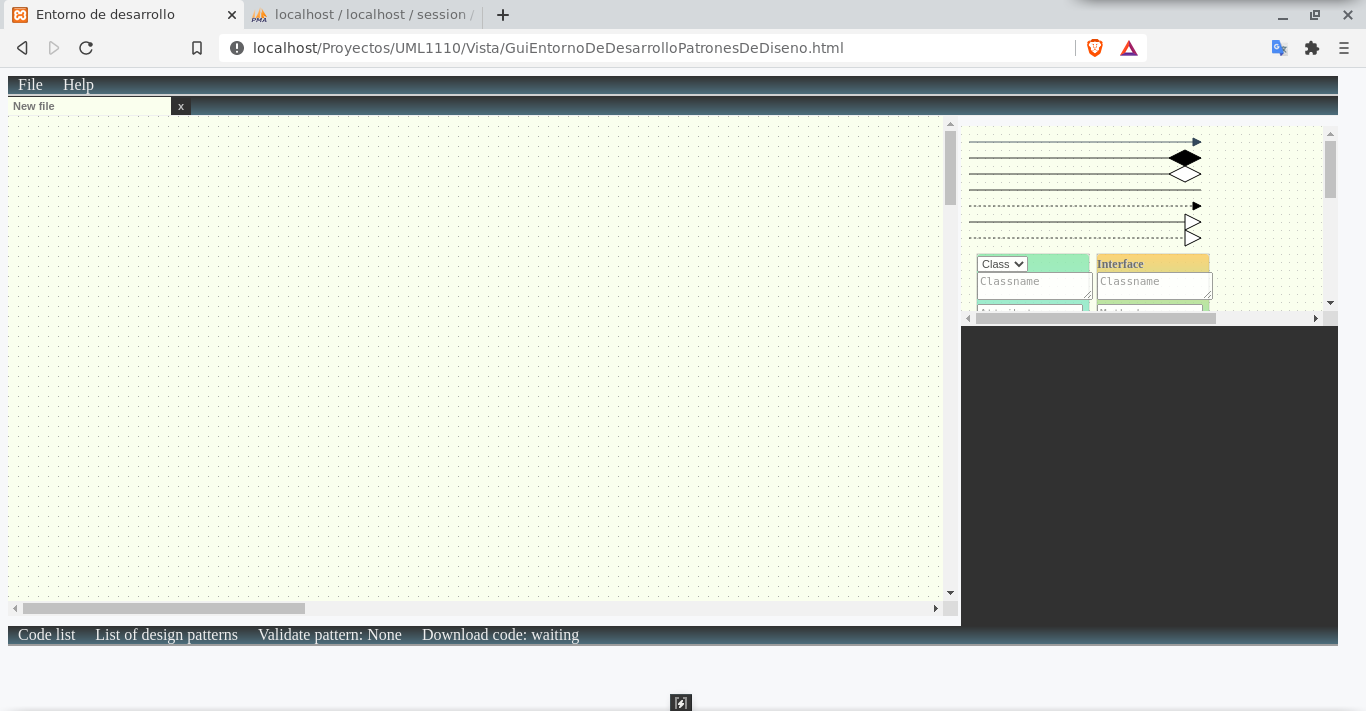 Entorno de desarrollo
localhost / localhost / session /
localhost/Proyectos/UML1110/Vista/GuiEntornoDeDesarrolloPatronesDeDiseno.html
File Help
New file x
Class Interface
Classname Classname
Code list List of design patterns Validate pattern: None Download code: waiting